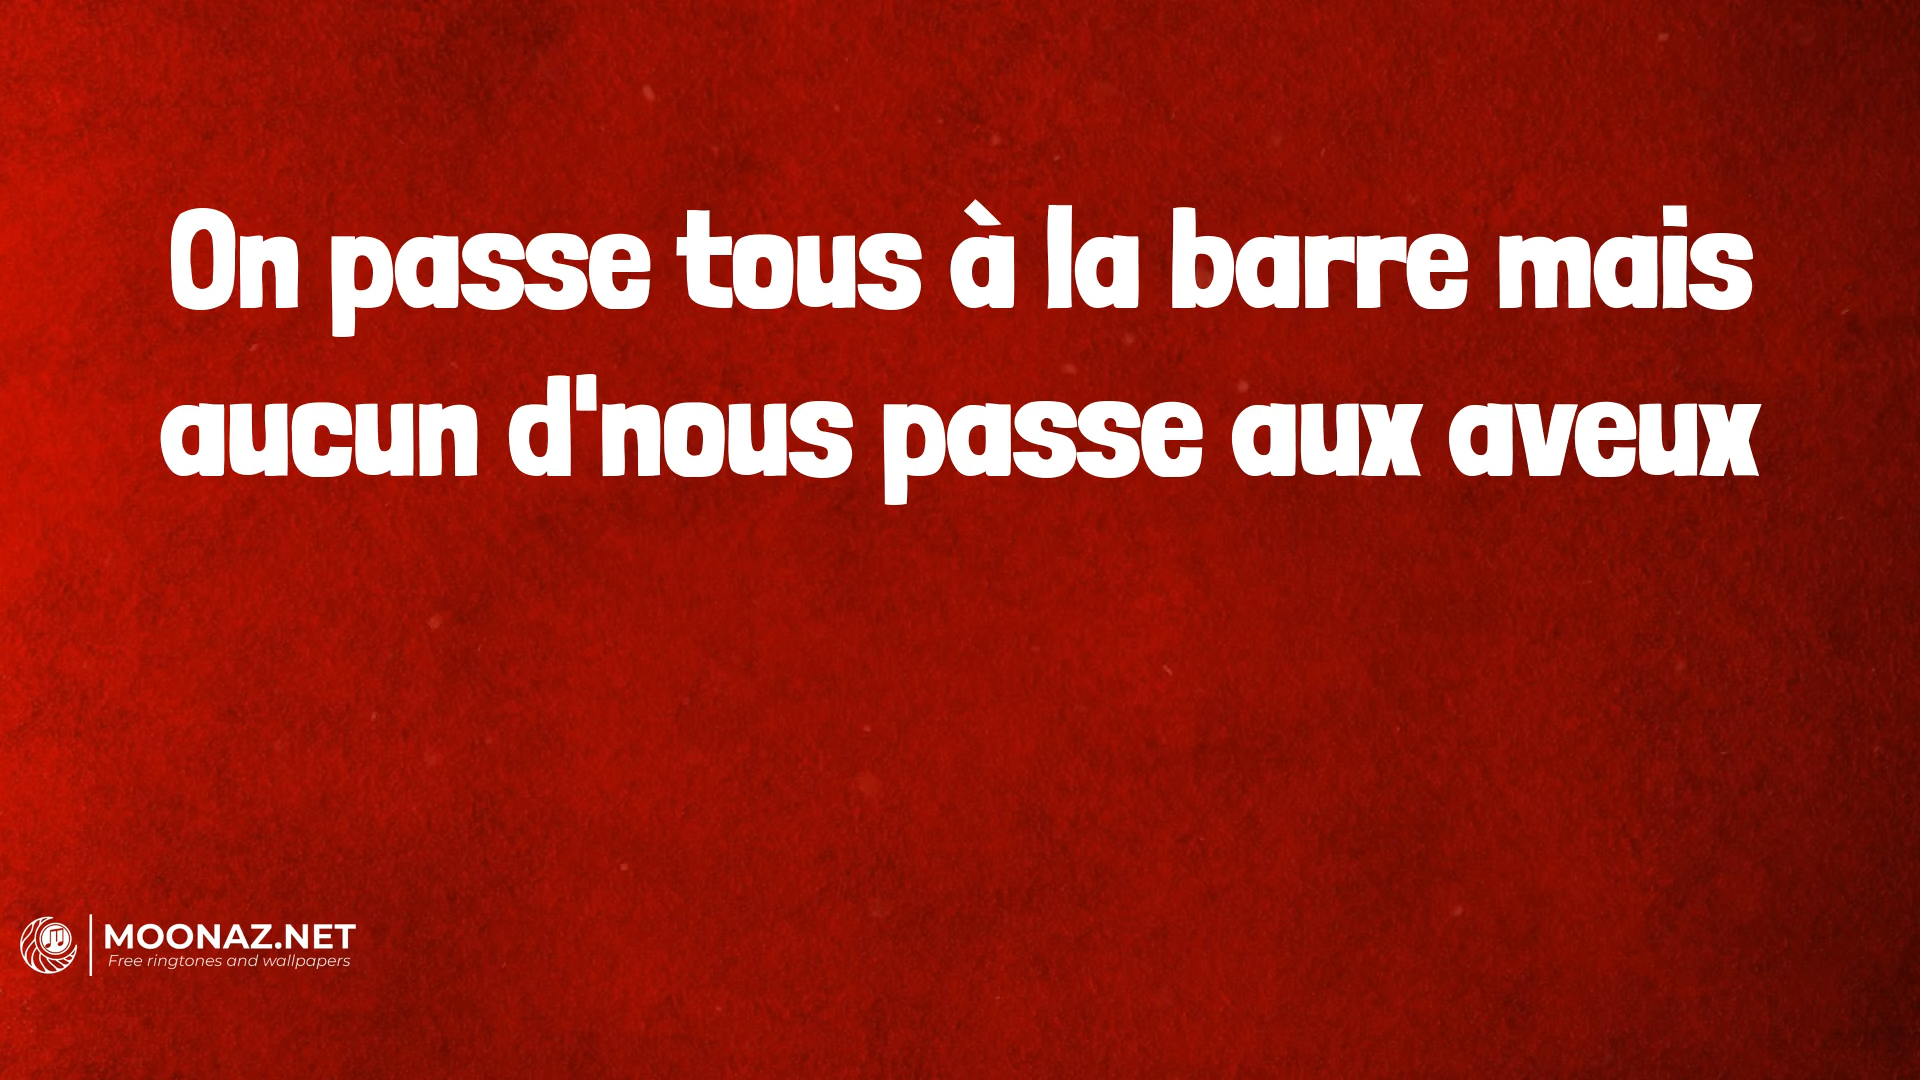 On passe tous à la barre mais
aucun d'nous passe aux aveux
MOONAZ.NET
Free ringtones and wallpapers